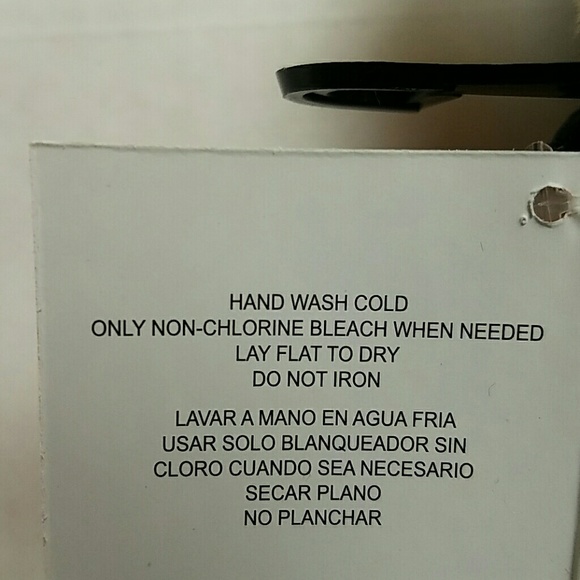 HAND WASH COLD
ONLY NON-CHLORINE BLEACH WHEN NEEDED
LAY FLAT TO DRY
DO NOT IRON
LAVAR A MANO EN AGUA FRIA
USAR SOLO BLANQUEADOR SIN
CLORO CUANDO SEA NECESARIO
SECAR PLANO
NO PLANCHAR